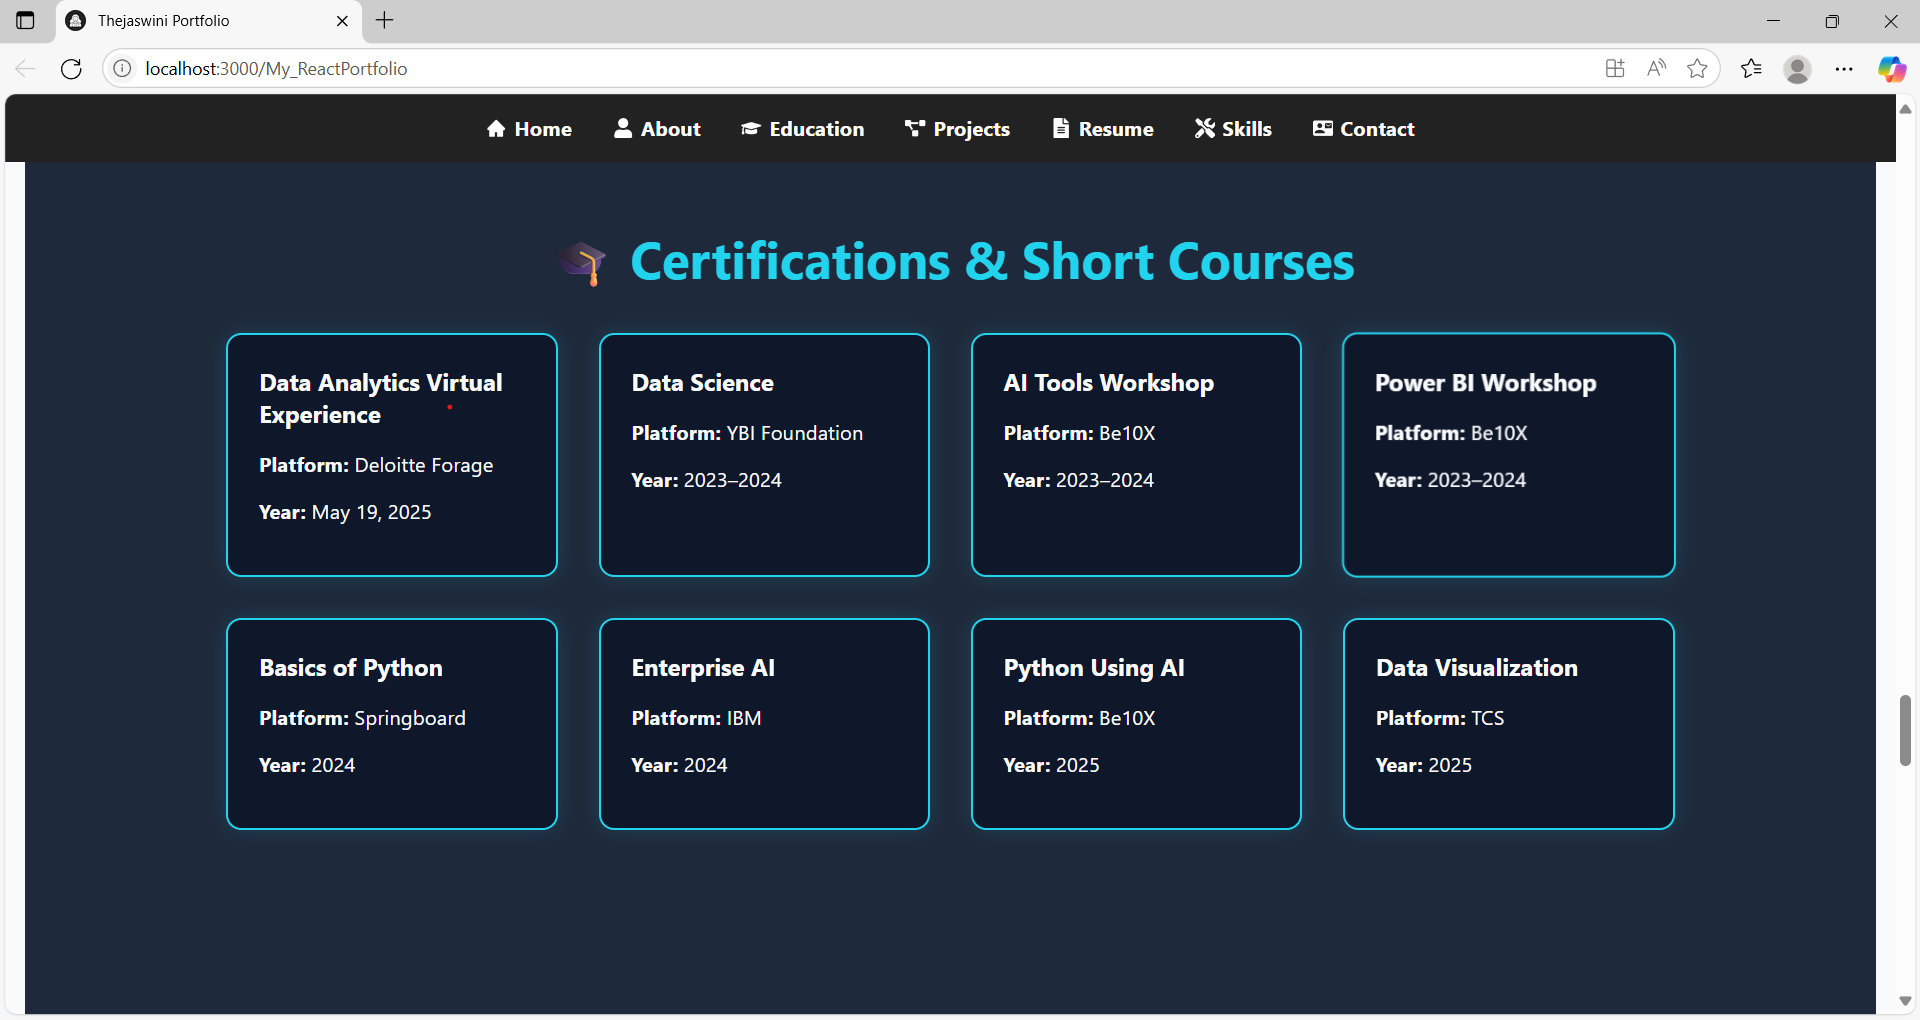 Thejaswini Portfolio
localhost:3000/My_ReactPortfolio
Home About Education Projects Resume Skills Contact
Certifications & Short Courses
Data Analytics Virtual
Experience
Platform: Deloitte Forage
Year: May 19, 2025
Data Science
Platform: YBI Foundation
Year: 2023–2024
AI Tools Workshop
Platform: Be10X
Year: 2023–2024
Power BI Workshop
Platform: Be10X
Year: 2023–2024
Basics of Python
Platform: Springboard
Year: 2024
Enterprise AI
Platform: IBM
Year: 2024
Python Using AI
Platform: Be10X
Year: 2025
Data Visualization
Platform: TCS
Year: 2025